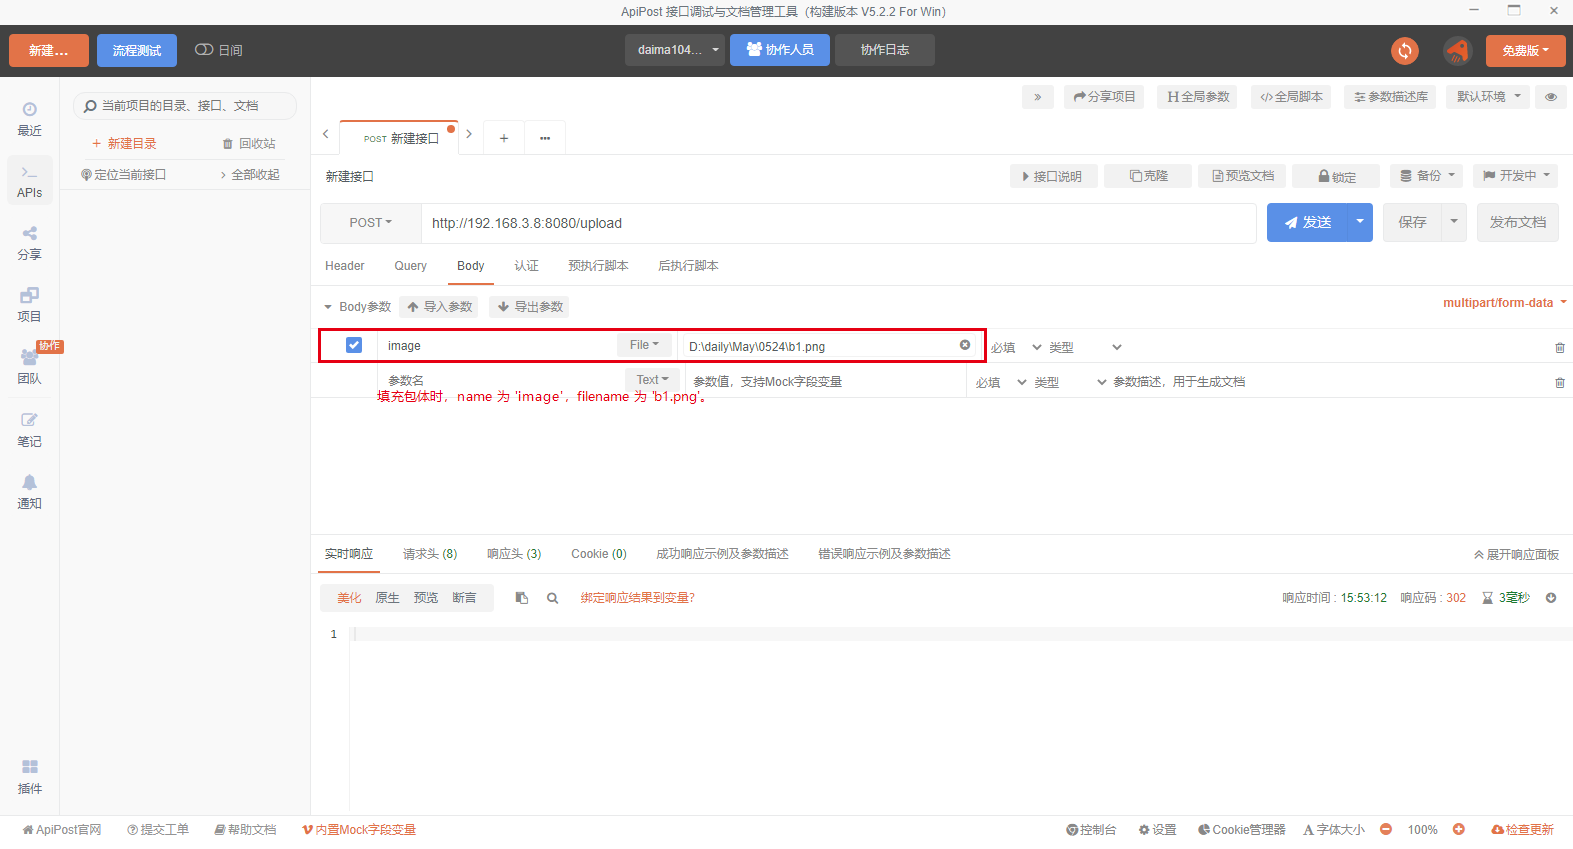 ApiPost 接口调试与文档管理工具（构建版本 V5.2.2 For Win）
新建...
流程测试
日间
daima104...
协作人员
协作日志
免费版
最近
APIs
分享
项目
协作
团队
笔记
通知
插件
当前项目的目录、接口、文档
+ 新建目录
回收站
定位当前接口
> 全部收起
» 分享项目 H全局参数 </>全局脚本 参数描述库 默认环境
POST 新建接口 + ...
新建接口
接口说明 克隆 预览文档 锁定 备份 开发中
POST http://192.168.3.8:8080/upload 发送 保存 发布文档
Header Query Body 认证 预执行脚本 后执行脚本
Body参数 导入参数 导出参数 multipart/form-data
image File D:\daily\May\0524\b1.png 必填 类型
参数名 Text 参数值，支持Mock字段变量 必填 类型 参数描述，用于生成文档
填充包体时，name 为 'image'，filename 为 'b1.png'。
实时响应 请求头 (8) 响应头 (3) Cookie (0) 成功响应示例及参数描述 错误响应示例及参数描述 展开响应面板
美化 原生 预览 断言 绑定响应结果到变量? 响应时间 : 15:53:12 响应码 : 302 3毫秒
1
ApiPost官网 提交工单 帮助文档 内置Mock字段变量 控制台 设置 Cookie管理器 A 字体大小 100% 检查更新